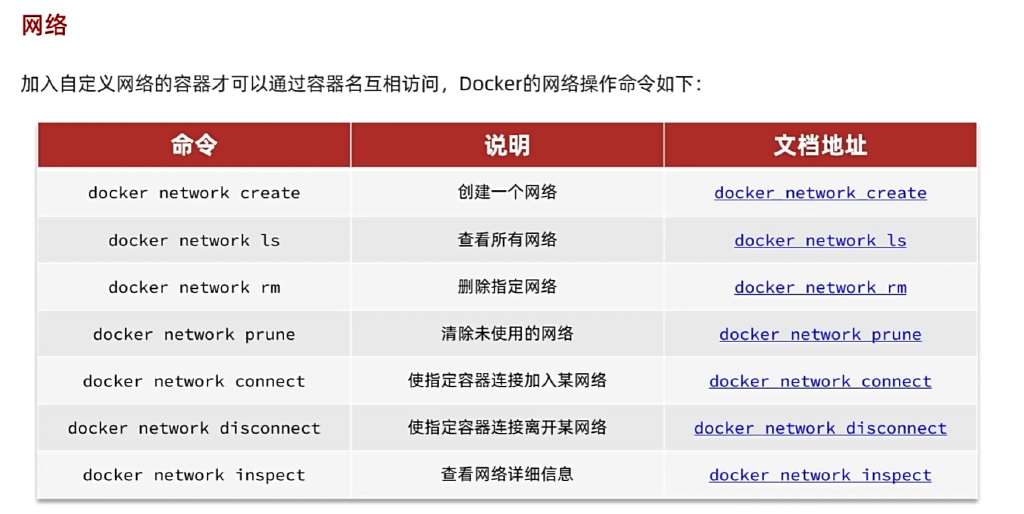 网络
加入自定义网络的容器才可以通过容器名互相访问，Docker的网络操作命令如下：
命令 说明 文档地址
docker network create 创建一个网络 docker network create
docker network ls 查看所有网络 docker network ls
docker network rm 删除指定网络 docker network rm
docker network prune 清除未使用的网络 docker network prune
docker network connect 使指定容器连接加入某网络 docker network connect
docker network disconnect 使指定容器连接离开某网络 docker network disconnect
docker network inspect 查看网络详细信息 docker network inspect